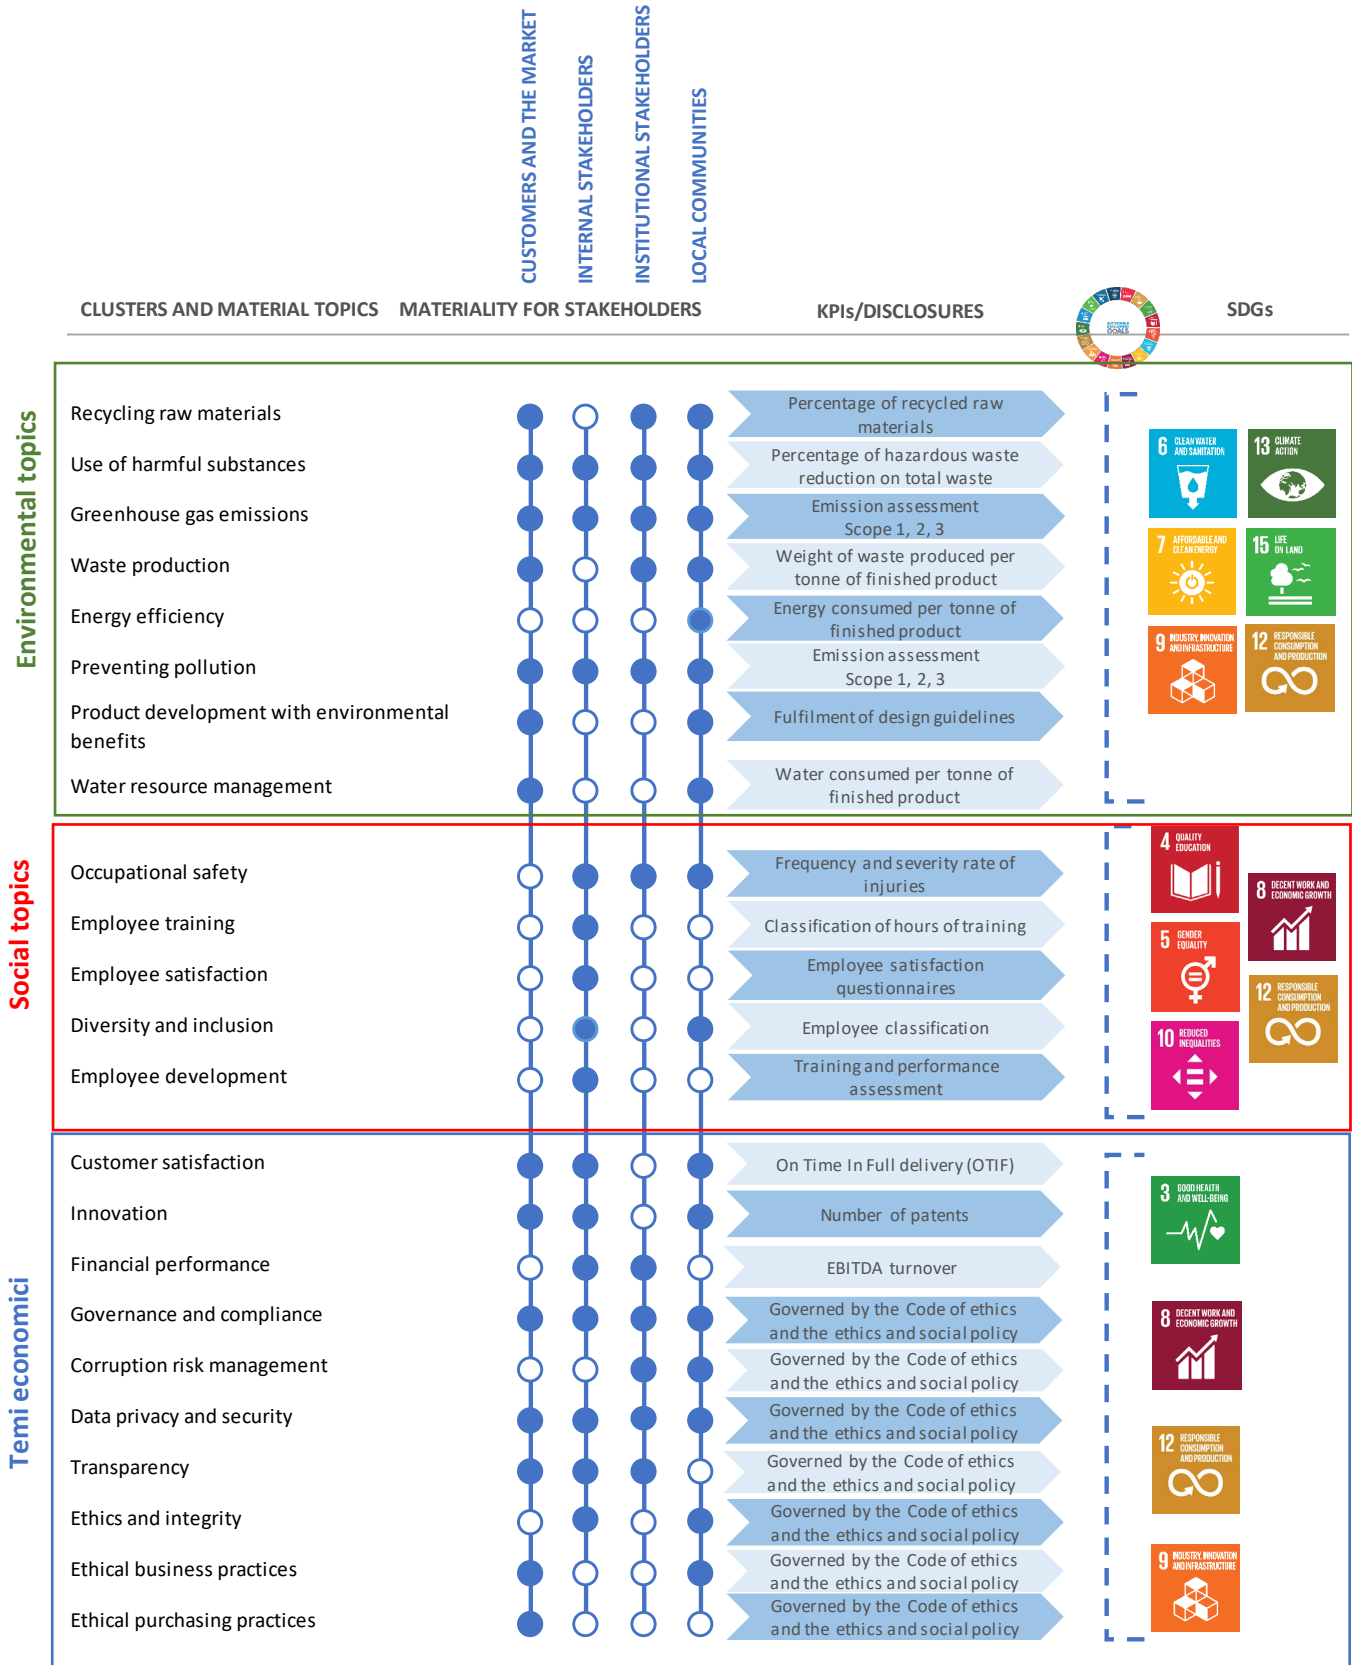 CUSTOMERS AND THE MARKET
INTERNAL STAKEHOLDERS
INSTITUTIONAL STAKEHOLDERS
LOCAL COMMUNITIES
CLUSTERS AND MATERIAL TOPICS
MATERIALITY FOR STAKEHOLDERS
KPIs/DISCLOSURES
GOALS
SDGs
Environmental topics
Recycling raw materials
Percentage of recycled raw
materials
Use of harmful substances
Percentage of hazardous waste
reduction on total waste
Greenhouse gas emissions
Emission assessment
Scope 1, 2, 3
Waste production
Weight of waste produced per
tonne of finished product
Energy efficiency
Energy consumed per tonne of
finished product
Preventing pollution
Emission assessment
Scope 1, 2, 3
Product development with environmental
benefits
Fulfilment of design guidelines
Water resource management
Water consumed per tonne of
finished product
6 CLEAN WATER
AND SANITATION
13 CLIMATE
ACTION
7 AFFORDABLE AND
CLEAN ENERGY
15 LIFE
ON LAND
9 INDUSTRY, INNOVATION
AND INFRASTRUCTURE
12 RESPONSIBLE
CONSUMPTION
AND PRODUCTION
Social topics
Occupational safety
Frequency and severity rate of
injuries
Employee training
Classification of hours of training
Employee satisfaction
Employee satisfaction
questionnaires
Diversity and inclusion
Employee classification
Employee development
Training and performance
assessment
4 QUALITY
EDUCATION
8 DECENT WORK AND
ECONOMIC GROWTH
5 GENDER
EQUALITY
12 RESPONSIBLE
CONSUMPTION
AND PRODUCTION
10 REDUCED
INEQUALITIES
Temi economici
Customer satisfaction
On Time In Full delivery (OTIF)
Innovation
Number of patents
Financial performance
EBITDA turnover
Governance and compliance
Governed by the Code of ethics
and the ethics and social policy
Corruption risk management
Governed by the Code of ethics
and the ethics and social policy
Data privacy and security
Governed by the Code of ethics
and the ethics and social policy
Transparency
Governed by the Code of ethics
and the ethics and social policy
Ethics and integrity
Governed by the Code of ethics
and the ethics and social policy
Ethical business practices
Governed by the Code of ethics
and the ethics and social policy
Ethical purchasing practices
Governed by the Code of ethics
and the ethics and social policy
3 GOOD HEALTH
AND WELL-BEING
8 DECENT WORK AND
ECONOMIC GROWTH
12 RESPONSIBLE
CONSUMPTION
AND PRODUCTION
9 INDUSTRY, INNOVATION
AND INFRASTRUCTURE